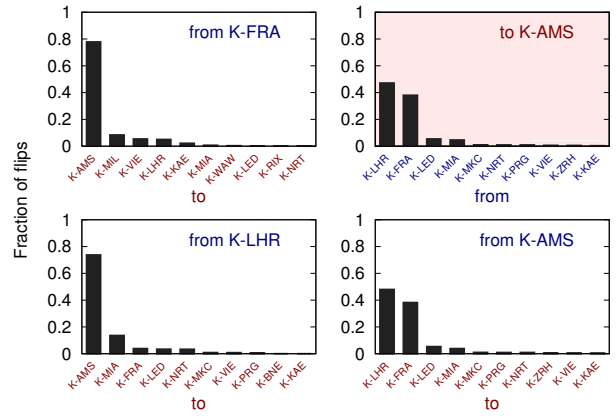 Fraction of flips
from K-FRA
1
0.8
0.6
0.4
0.2
0
K-AMS K-MIL K-VIE K-LHR K-KAE K-MIA K-WAW K-LED K-RIX K-NRT
to
to K-AMS
1
0.8
0.6
0.4
0.2
0
K-LHR K-FRA K-LED K-MIA K-MKC K-NRT K-PRG K-VIE K-ZRH K-KAE
from
from K-LHR
1
0.8
0.6
0.4
0.2
0
K-AMS K-MIA K-FRA K-LED K-NRT K-MKC K-VIE K-PRG K-BNE K-KAE
to
from K-AMS
1
0.8
0.6
0.4
0.2
0
K-LHR K-FRA K-LED K-MIA K-MKC K-PRG K-NRT K-ZRH K-VIE K-KAE
to